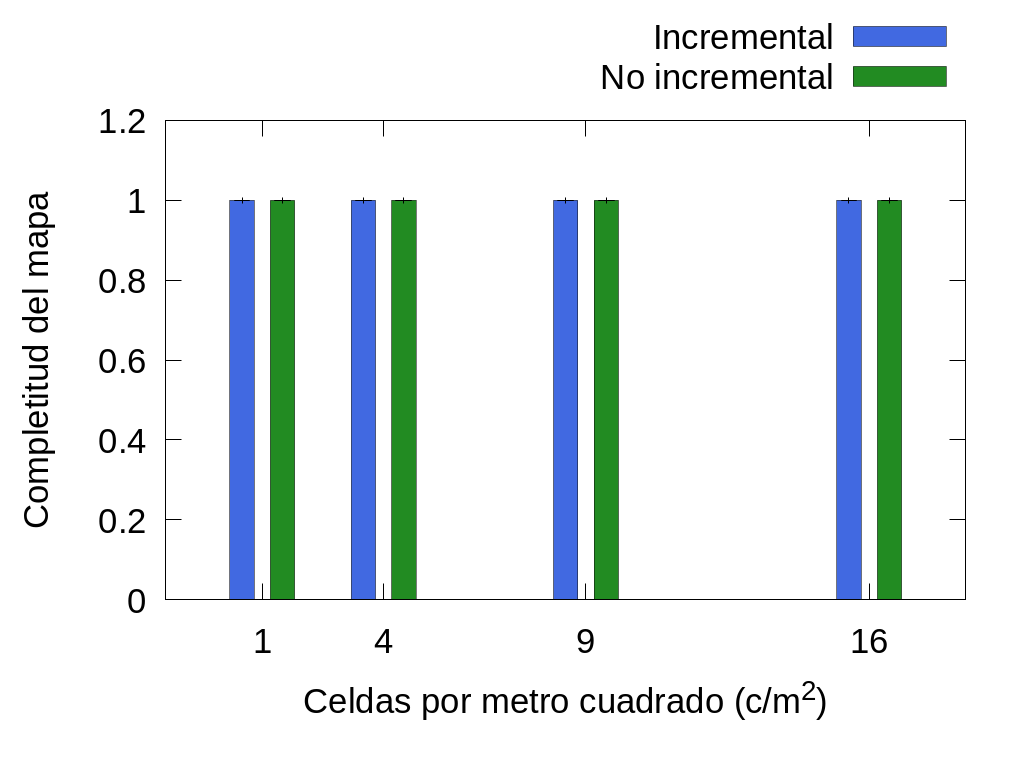 Incremental
No incremental
1.2
1
0.8
0.6
0.4
0.2
0
Completitud del mapa
1 4 9 16
Celdas por metro cuadrado (c/m²)